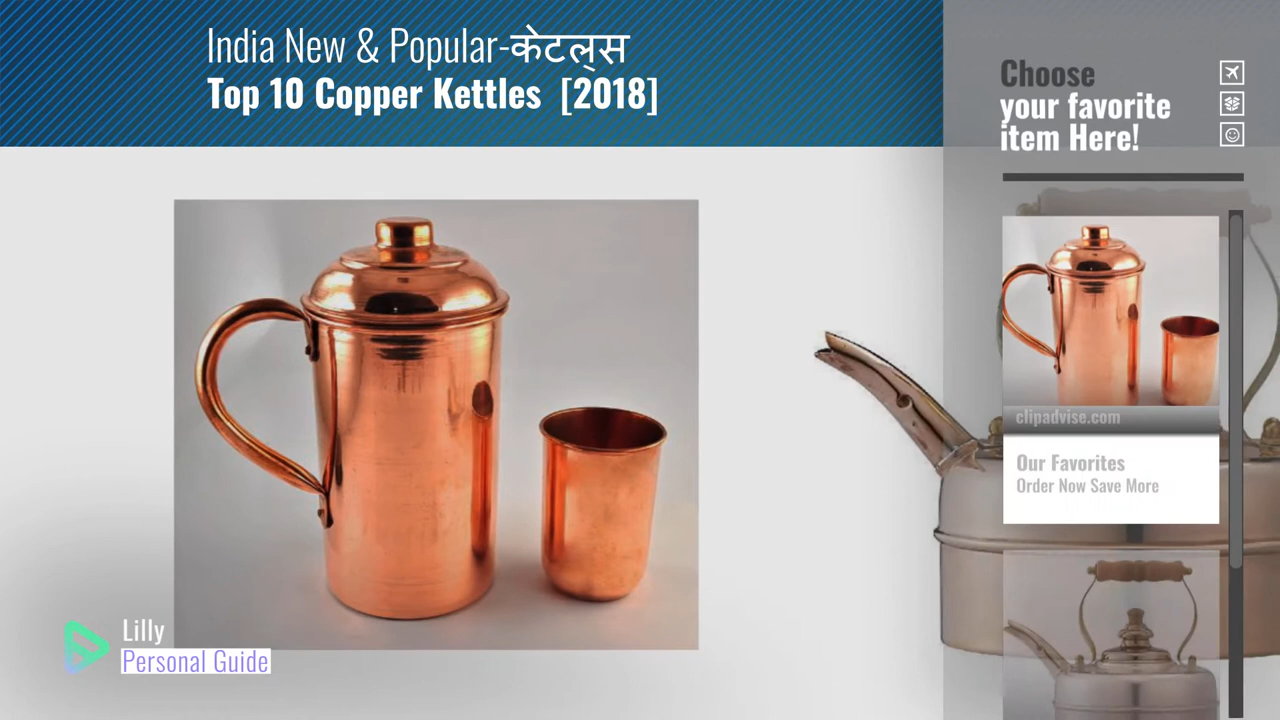 India New & Popular-केटल्स
Top 10 Copper Kettles [2018]
Choose
your favorite
item Here!
clipadvise.com
Our Favorites
Order Now Save More
Lilly
Personal Guide